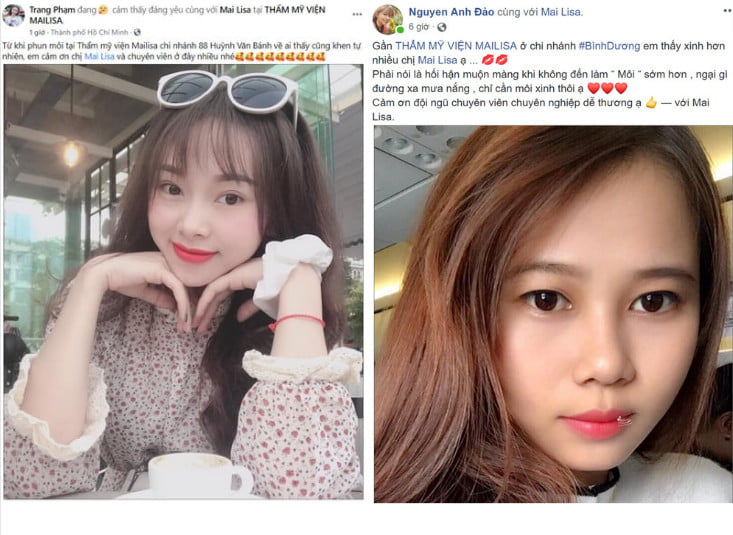 Trang Phạm đang cảm thấy đáng yêu cùng với Mai Lisa tại THẨM MỸ VIỆN
MAILISA.
1 giờ · Thành phố Hồ Chí Minh ·
Từ khi phun môi tại Thẩm mỹ viện Mailisa chi nhánh 88 Huỳnh Văn Bánh về ai thấy cũng khen tự
nhiên, em cảm ơn chị Mai Lisa và chuyên viên ở đây nhiều nhé🥰🥰🥰🥰🥰🥰🥰🥰🥰🥰
Nguyen Anh Đảo cùng với Mai Lisa.
6 giờ ·
Gần THẨM MỸ VIỆN MAILISA ở chi nhánh #BìnhDương em thấy xinh hơn
nhiều chị Mai Lisa ạ ... 💋💋
Phải nói là hối hận muộn màng khi không đến làm " Môi " sớm hơn , ngại gì
đường xa mưa nắng , chỉ cần môi xinh thôi ạ ❤️❤️❤️
Cảm ơn đội ngũ chuyên viên chuyên nghiệp dễ thương ạ 👍 — với Mai
Lisa.